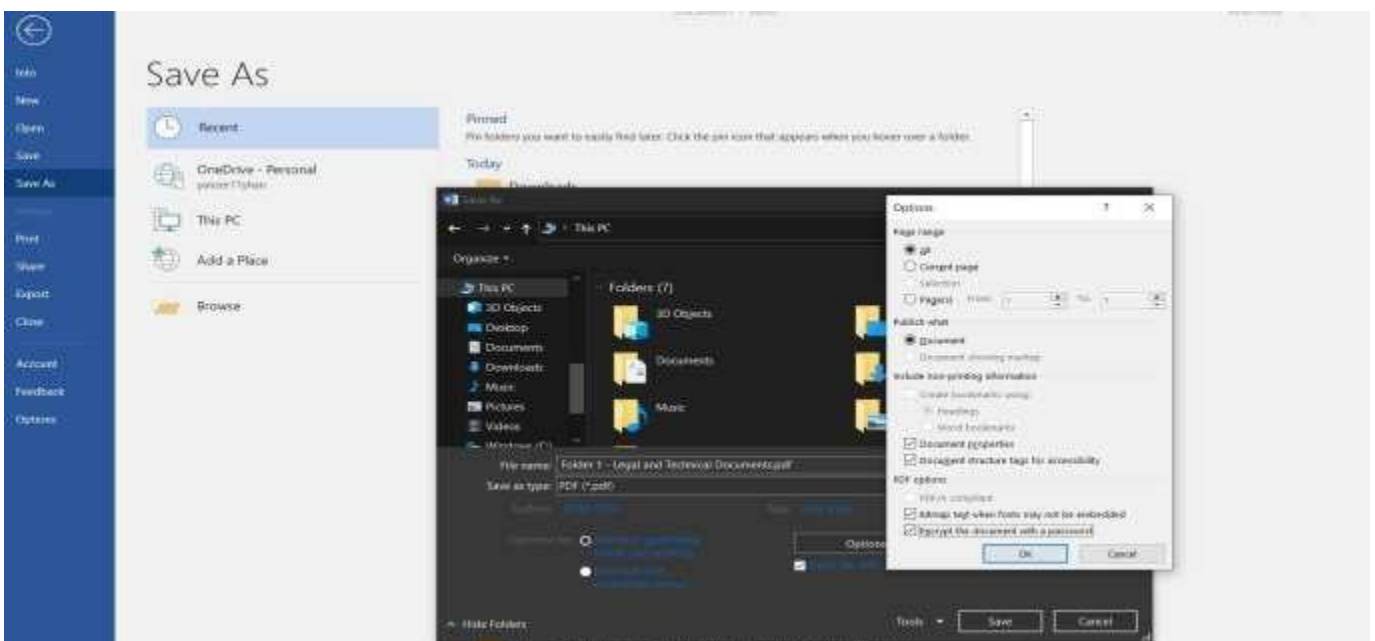 Info
New
Open
Save
Save As
Print
Share
Export
Close
Account
Feedback
Options
Save As
Recent
OneDrive - Personal
This PC
Add a Place
Browse
Pinned
Pin folders you want to easily find later. Click the pin icon that appears when you hover over a folder.
Today
Downloads
Save As
This PC
Organize
This PC
3D Objects
Desktop
Documents
Downloads
Music
Pictures
Videos
Windows (C:)
Folders (7)
3D Objects
Documents
Music
File name: Folder 1 - Legal and Technical Documents.pdf
Save as type: PDF (*.pdf)
Options
Hide Folders
Tools
Save
Cancel
Options ?
Page range
All
Current page
Selection
Page(s) From: 1 To: 1
Publish what
Document
Document showing markup
Include non-printing information
Create bookmarks using:
Headings
Word bookmarks
Document properties
Document structure tags for accessibility
PDF options
PDF/A compliant
Bitmap text when fonts may not be embedded
Encrypt the document with a password
OK
Cancel